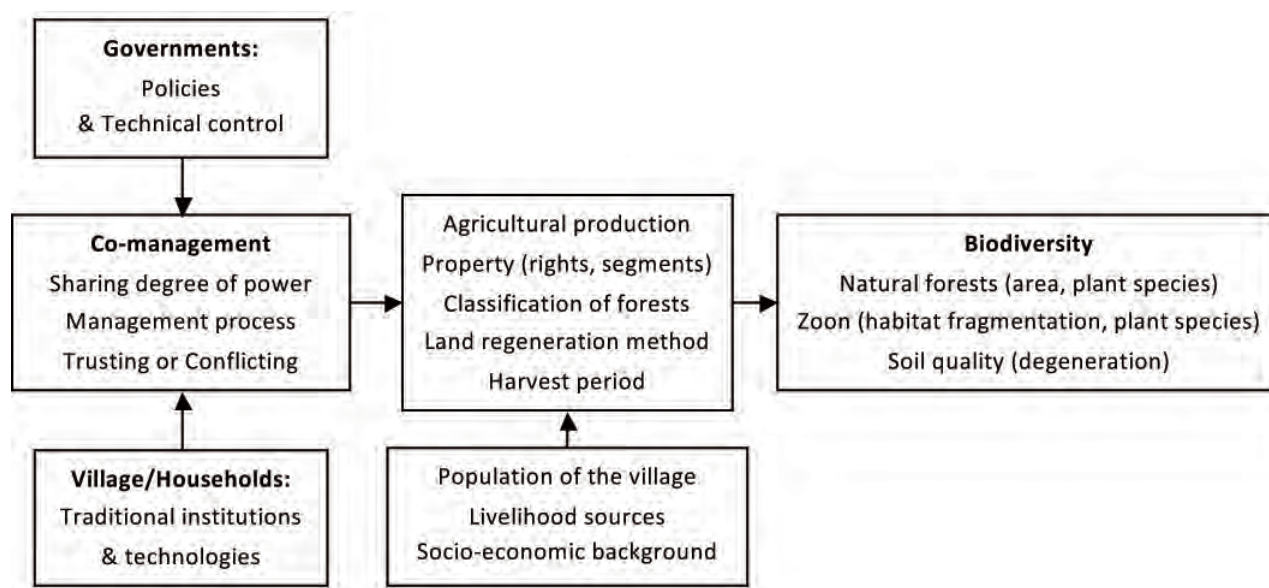 Governments:
Policies
& Technical control
Co-management
Sharing degree of power
Management process
Trusting or Conflicting
Village/Households:
Traditional institutions
& technologies
Agricultural production
Property (rights, segments)
Classification of forests
Land regeneration method
Harvest period
Population of the village
Livelihood sources
Socio-economic background
Biodiversity
Natural forests (area, plant species)
Zoon (habitat fragmentation, plant species)
Soil quality (degeneration)